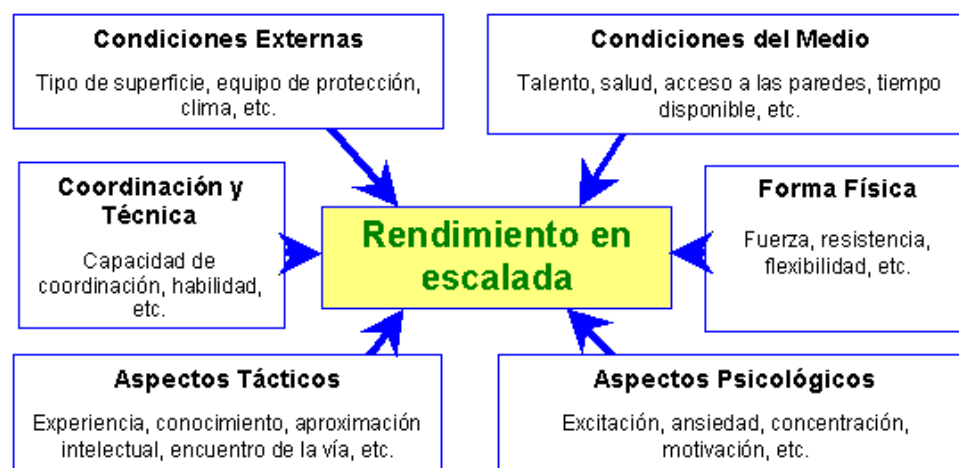 Condiciones Externas
Tipo de superficie, equipo de protección,
clima, etc.
Condiciones del Medio
Talento, salud, acceso a las paredes, tiempo
disponible, etc.
Coordinación y
Técnica
Capacidad de
coordinación, habilidad,
etc.
Rendimiento en
escalada
Forma Física
Fuerza, resistencia,
flexibilidad, etc.
Aspectos Tácticos
Experiencia, conocimiento, aproximación
intelectual, encuentro de la vía, etc.
Aspectos Psicológicos
Excitación, ansiedad, concentración,
motivación, etc.